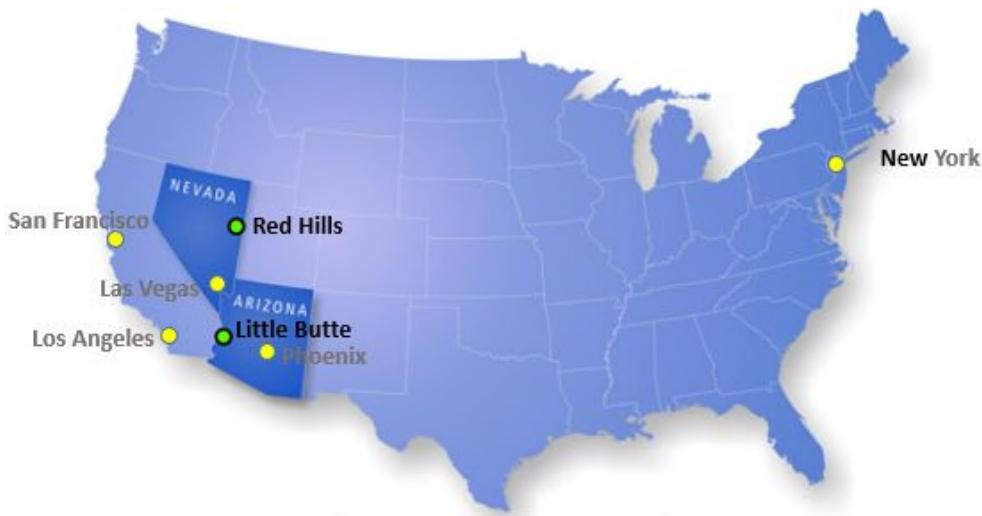 New York
NEVADA
San Francisco
Red Hills
Las Vegas
ARIZONA
Los Angeles
Little Butte
Phoenix